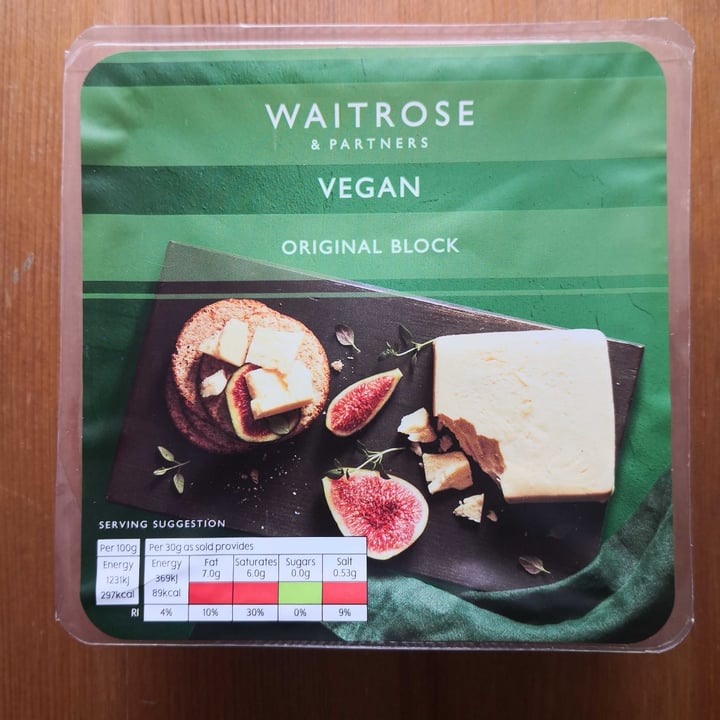 WAITROSE
& PARTNERS
VEGAN
ORIGINAL BLOCK
SERVING SUGGESTION
Per 100g Per 30g as sold provides
Energy Energy Fat Saturates Sugars Salt
1231kJ 369kJ 7.0g 6.0g 0.0g 0.53g
297kcal 89kcal
RI 4% 10% 30% 0% 9%